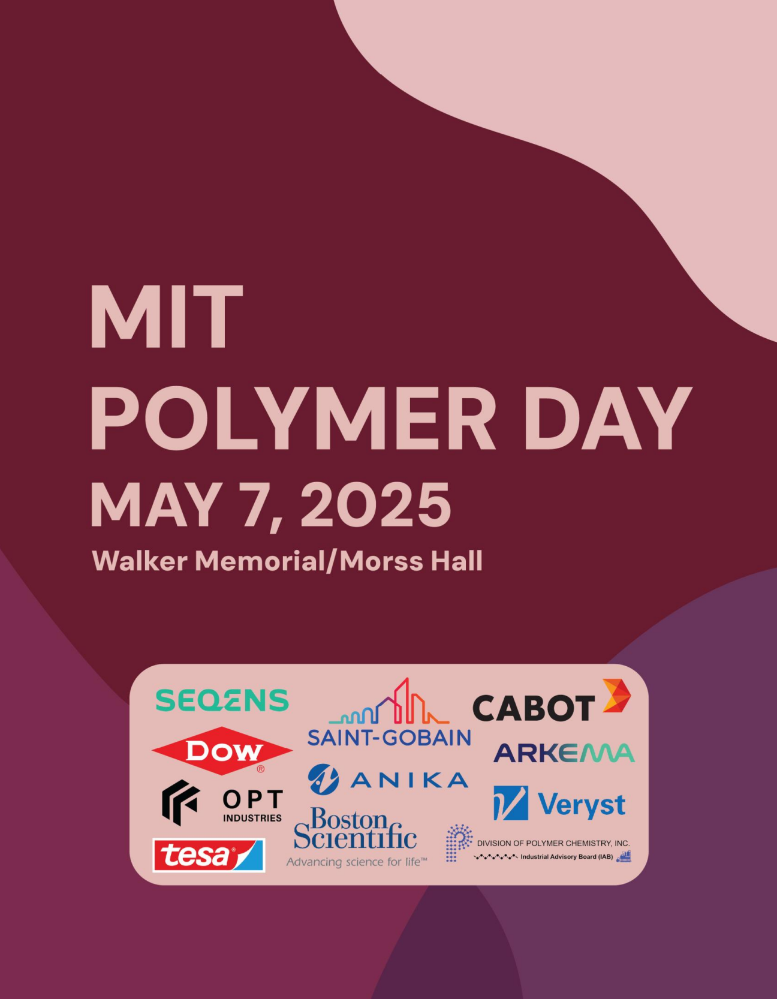 MIT
POLYMER DAY
MAY 7, 2025
Walker Memorial/Morss Hall
SEQENS
SAINT-GOBAIN
CABOT
DOW®
ANIKA
ARKEMA
OPT
INDUSTRIES
Veryst
tesa®
Boston
Scientific
Advancing science for life™
DIVISION OF POLYMER CHEMISTRY, INC.
Industrial Advisory Board (IAB)